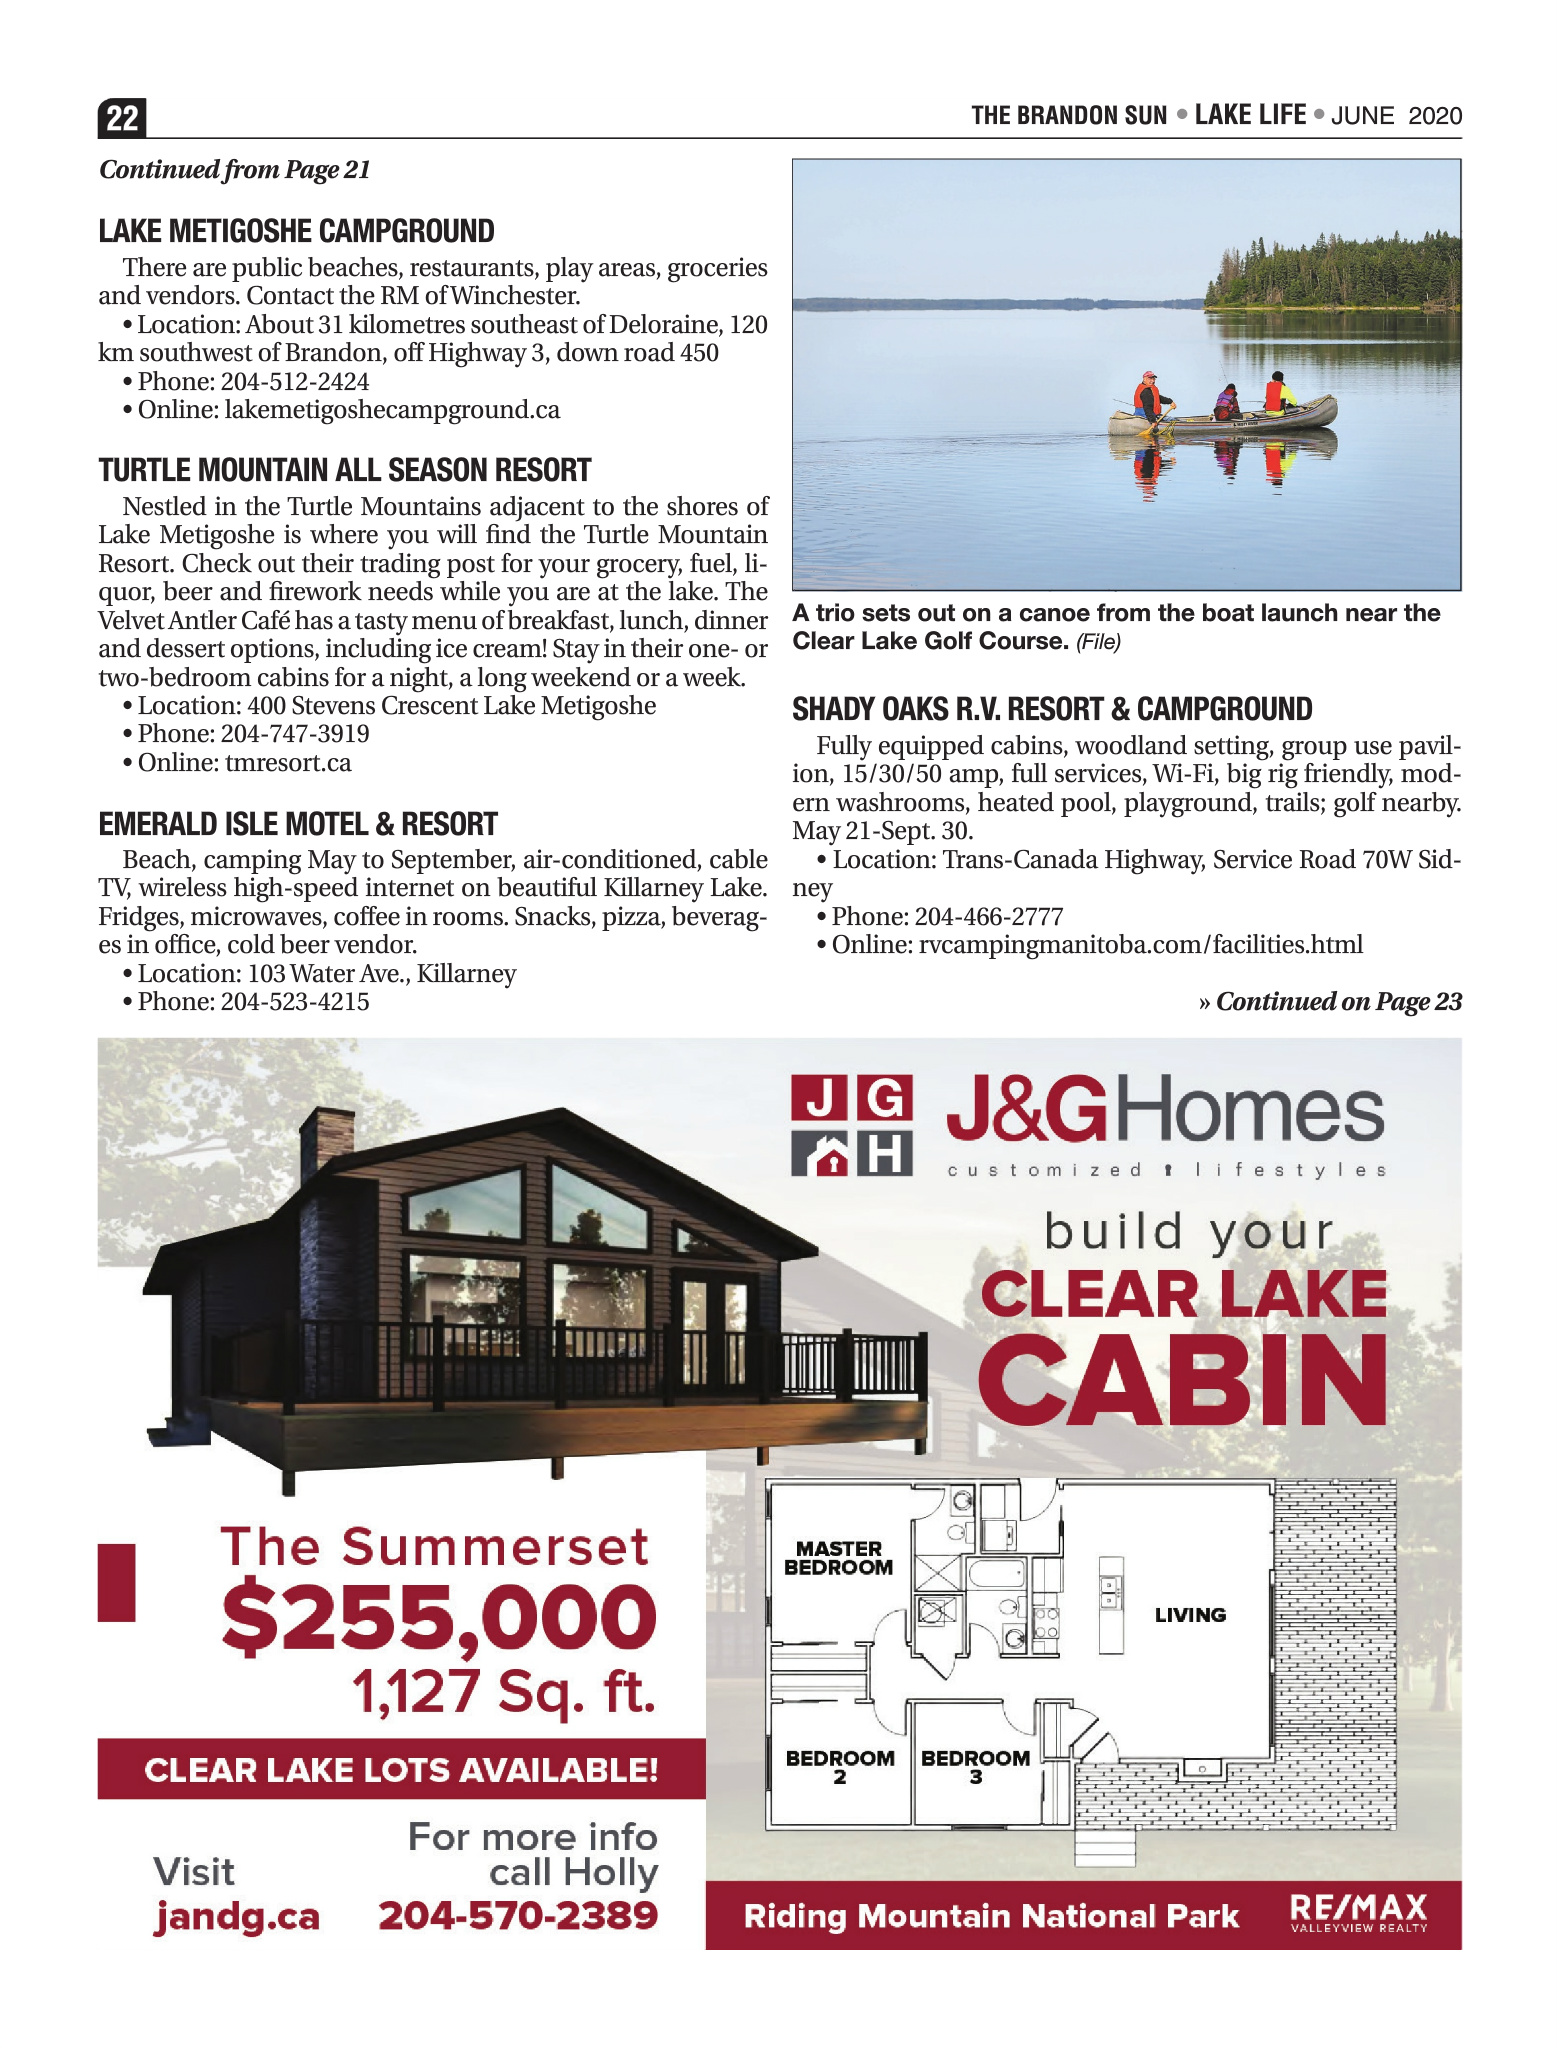 22
THE BRANDON SUN • LAKE LIFE • JUNE 2020
Continued from Page 21
LAKE METIGOSHE CAMPGROUND
There are public beaches, restaurants, play areas, groceries
and vendors. Contact the RM of Winchester.
• Location: About 31 kilometres southeast of Deloraine, 120
km southwest of Brandon, off Highway 3, down road 450
• Phone: 204-512-2424
• Online: lakemetigoshecampground.ca
TURTLE MOUNTAIN ALL SEASON RESORT
Nestled in the Turtle Mountains adjacent to the shores of
Lake Metigoshe is where you will find the Turtle Mountain
Resort. Check out their trading post for your grocery, fuel, li-
quor, beer and firework needs while you are at the lake. The
Velvet Antler Café has a tasty menu of breakfast, lunch, dinner
and dessert options, including ice cream! Stay in their one- or
two-bedroom cabins for a night, a long weekend or a week.
• Location: 400 Stevens Crescent Lake Metigoshe
• Phone: 204-747-3919
• Online: tmresort.ca
EMERALD ISLE MOTEL & RESORT
Beach, camping May to September, air-conditioned, cable
TV, wireless high-speed internet on beautiful Killarney Lake.
Fridges, microwaves, coffee in rooms. Snacks, pizza, beverag-
es in office, cold beer vendor.
• Location: 103 Water Ave., Killarney
• Phone: 204-523-4215
A trio sets out on a canoe from the boat launch near the
Clear Lake Golf Course. (File)
SHADY OAKS R.V. RESORT & CAMPGROUND
Fully equipped cabins, woodland setting, group use pavil-
ion, 15/30/50 amp, full services, Wi-Fi, big rig friendly, mod-
ern washrooms, heated pool, playground, trails; golf nearby.
May 21-Sept. 30.
• Location: Trans-Canada Highway, Service Road 70W Sid-
ney
• Phone: 204-466-2777
• Online: rvcampingmanitoba.com/facilities.html
» Continued on Page 23
J G
H
J&GHomes
customized lifestyles
build your
CLEAR LAKE
CABIN
The Summerset
$255,000
1,127 Sq. ft.
CLEAR LAKE LOTS AVAILABLE!
Visit
jandg.ca
For more info
call Holly
204-570-2389
MASTER
BEDROOM
LIVING
BEDROOM
2
BEDROOM
3
Riding Mountain National Park
RE/MAX
VALLEYVIEW REALTY